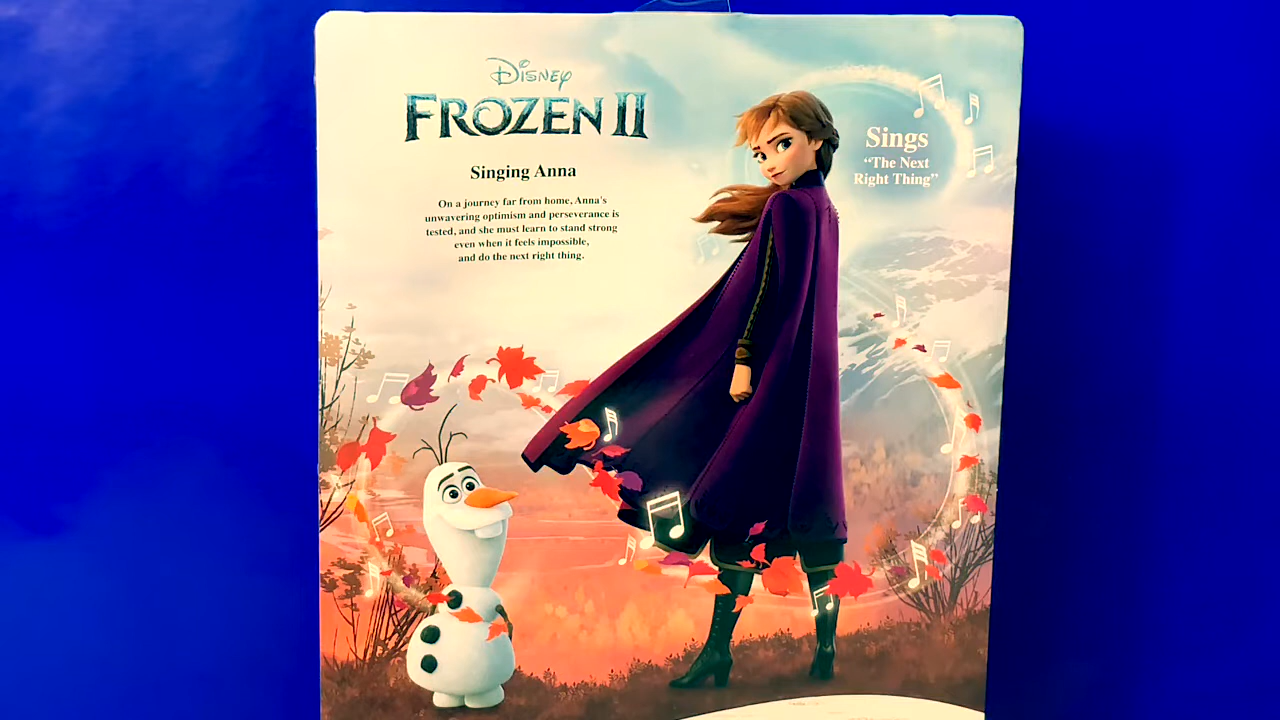 Disney
FROZEN II
Singing Anna
On a journey far from home, Anna's
unwavering optimism and perseverance is
tested, and she must learn to stand strong
even when it feels impossible,
and do the next right thing.
Sings
“The Next
Right Thing”